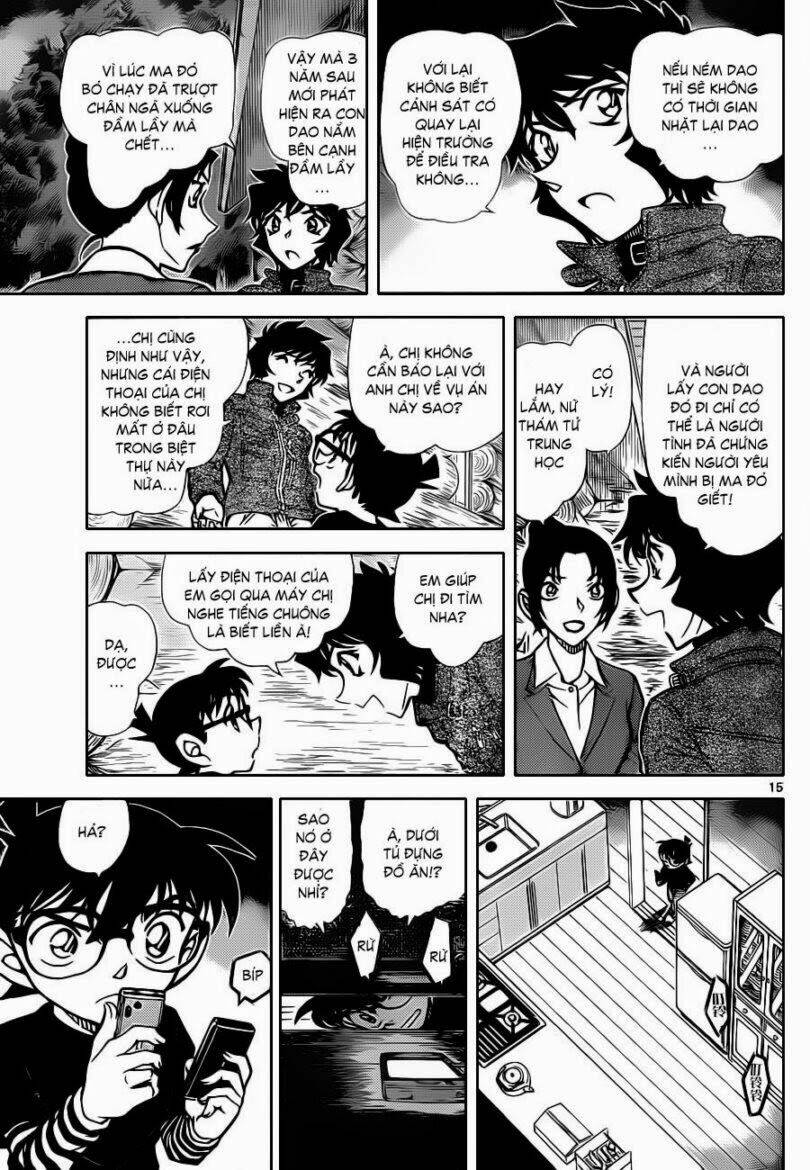 NẾU NÉM DAO
THÌ SẼ KHÔNG
CÓ THỜI GIAN
NHẶT LẠI DAO
...
VỚI LẠI
KHÔNG BIẾT
CẢNH SÁT CÓ
QUAY LẠI
HIỆN TRƯỜNG
ĐỂ ĐIỀU TRA
KHÔNG...
VẬY MÀ 3
NĂM SAU
MỚI PHÁT
HIỆN RA CON
DAO NẰM
BÊN CẠNH
ĐẦM LẦY
...
VÌ LÚC MA ĐÓ
BỎ CHẠY ĐÃ TRƯỢT
CHÂN NGÃ XUỐNG
ĐẦM LẦY MÀ
CHẾT...
VÀ NGƯỜI
LẤY CON DAO
ĐÓ ĐI CHỈ CÓ
THỂ LÀ NGƯỜI
TÌNH ĐÃ CHỨNG
KIẾN NGƯỜI YÊU
MÌNH BỊ MA ĐỎ
GIẾT!
CÓ
LÝ!
HAY
LẮM, NỮ
THÁM TỬ
TRUNG
HỌC
À, CHỊ KHÔNG
CẦN BÁO LẠI VỚI
ANH CHỊ VỀ VỤ ÁN
NÀY SAO?
...CHỊ CŨNG
ĐỊNH NHƯ VẬY,
NHƯNG CÁI ĐIỆN
THOẠI CỦA CHỊ
KHÔNG BIẾT RƠI
MẤT Ở ĐÂU
TRONG BIỆT
THỰ NÀY
NỮA...
EM GIÚP
CHỊ ĐI TÌM
NHA?
LẤY ĐIỆN THOẠI CỦA
EM GỌI QUA MÁY CHỊ
NGHE TIẾNG CHUÔNG
LÀ BIẾT LIỀN À!
DẠ,
ĐƯỢC
...
15
叮铃
叮铃铃
À, DƯỚI
TỦ ĐỰNG
ĐỒ ĂN!?
RỪ
RỪ
SAO
NÓ Ở
ĐÂY
ĐƯỢC
NHỈ?
HẢ?
BÍP